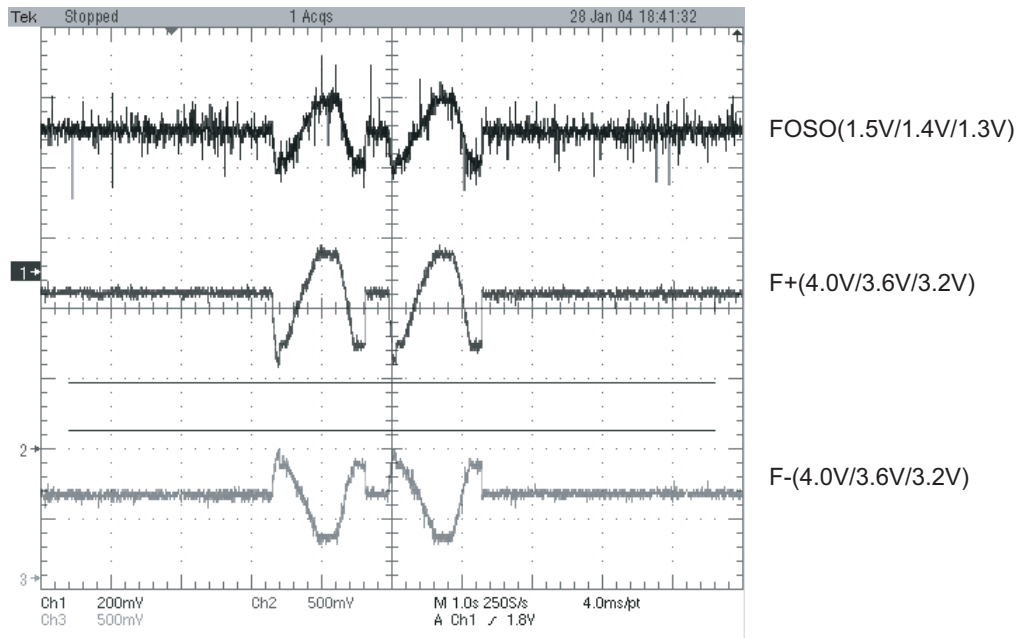 Tek Stopped 1 Acqs 28 Jan 04 18:41:32
FOSO(1.5V/1.4V/1.3V)
1
F+(4.0V/3.6V/3.2V)
2
F-(4.0V/3.6V/3.2V)
3
Ch1 200mV Ch2 500mV M 1.0s 250S/s 4.0ms/pt
Ch3 500mV A Ch1 1.8V